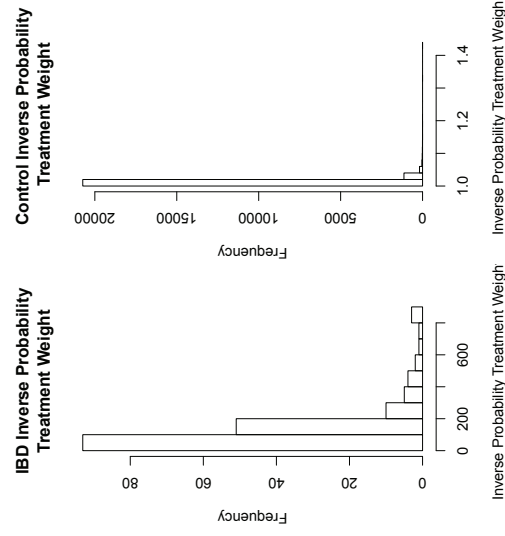 IBD Inverse Probability
Treatment Weight
Frequency
80
60
40
20
0
0
200
600
Inverse Probability Treatment Weigh
Control Inverse Probability
Treatment Weight
Frequency
20000
15000
10000
5000
0
1.0
1.2
1.4
Inverse Probability Treatment Weigh